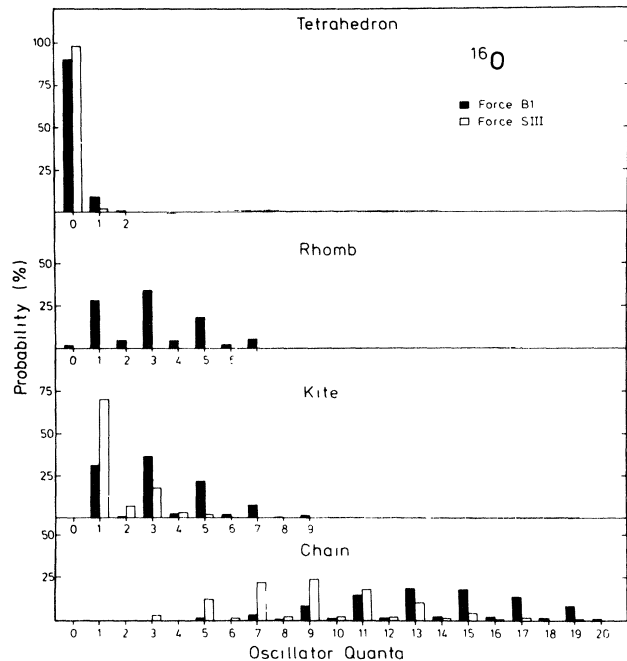 Tetrahedron
¹⁶O
Force B1
Force SIII
100
75
50
25
0 1 2
Rhomb
50
25
0 1 2 3 4 5 7
Kite
75
50
25
0 1 2 3 4 5 6 7 8 9
Chain
50
25
0 1 2 3 4 5 6 7 8 9 10 11 12 13 14 15 16 17 18 19 20
Oscillator Quanta
Probability (%)